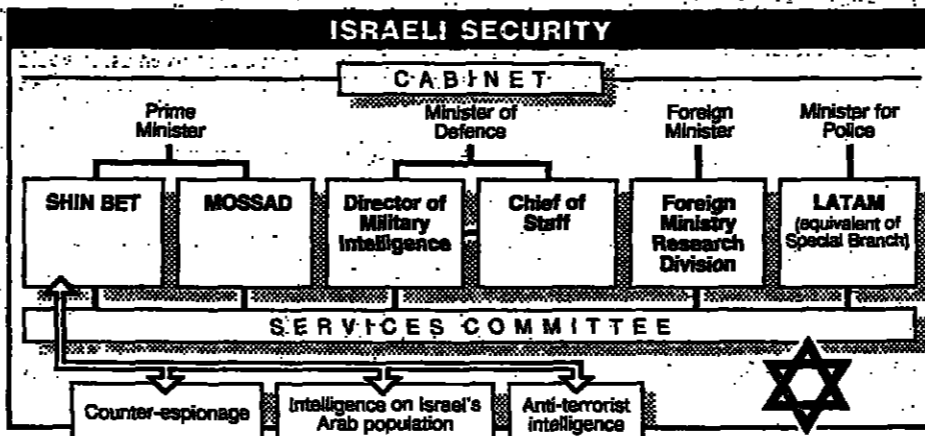 ISRAELI SECURITY
CABINET
Prime
Minister
Minister of
Defence
Foreign
Minister
Minister for
Police
SHIN BET
MOSSAD
Director of
Military
Intelligence
Chief of
Staff
Foreign
Ministry
Research
Division
LATAM
(equivalent of
Special Branch)
SERVICES COMMITTEE
Counter-espionage
Intelligence on Israel's
Arab population
Anti-terrorist
intelligence